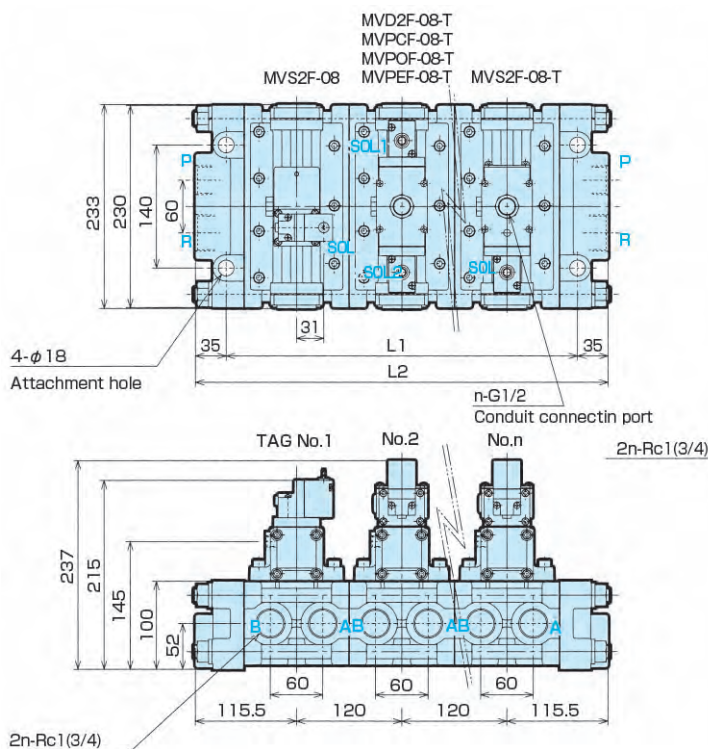 MVD2F-08-T
MVPCF-08-T
MVPOF-08-T
MVPEF-08-T
MVS2F-08
MVS2F-08-T
SOL1
P
P
233
230
140
60
R
R
SOL
SOL2
SOL
31
4-φ18
Attachment hole
35
L1
35
L2
n-G1/2
Conduit connectin port
TAG No.1
No.2
No.n
2n-Rc1(3/4)
237
215
145
100
52
B
AB
AB
A
60
60
60
115.5
120
120
115.5
2n-Rc1(3/4)